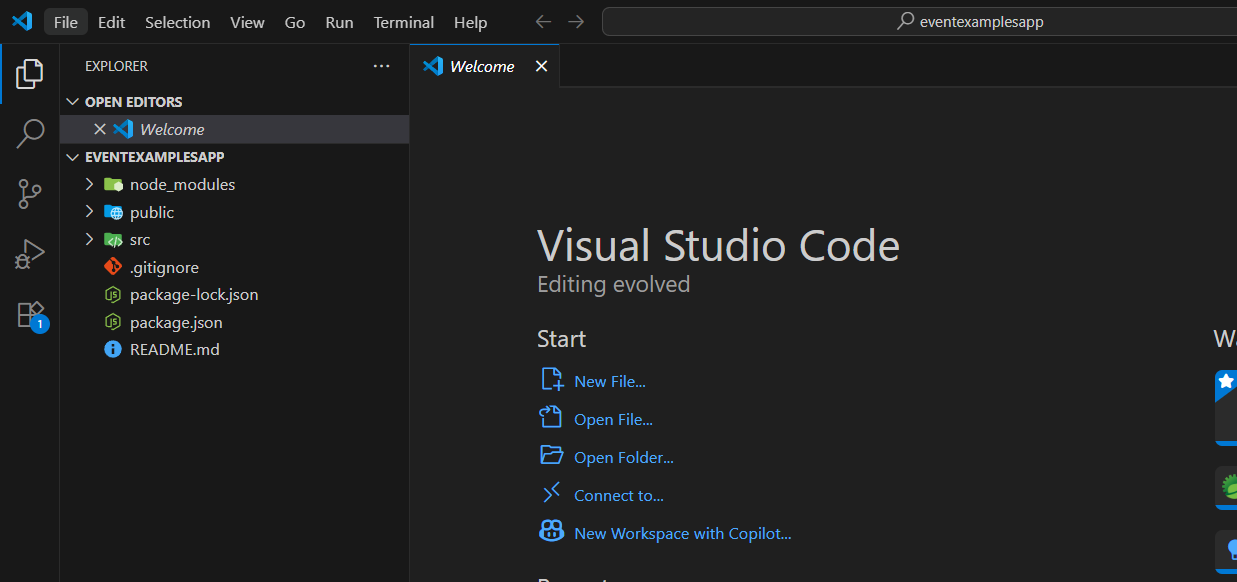 File Edit Selection View Go Run Terminal Help eventexamplesapp
EXPLORER
Welcome
OPEN EDITORS
Welcome
EVENTEXAMPLESAPP
node_modules
public
src
.gitignore
package-lock.json
package.json
README.md
1
Visual Studio Code
Editing evolved
Start
New File...
Open File...
Open Folder...
Connect to...
New Workspace with Copilot...